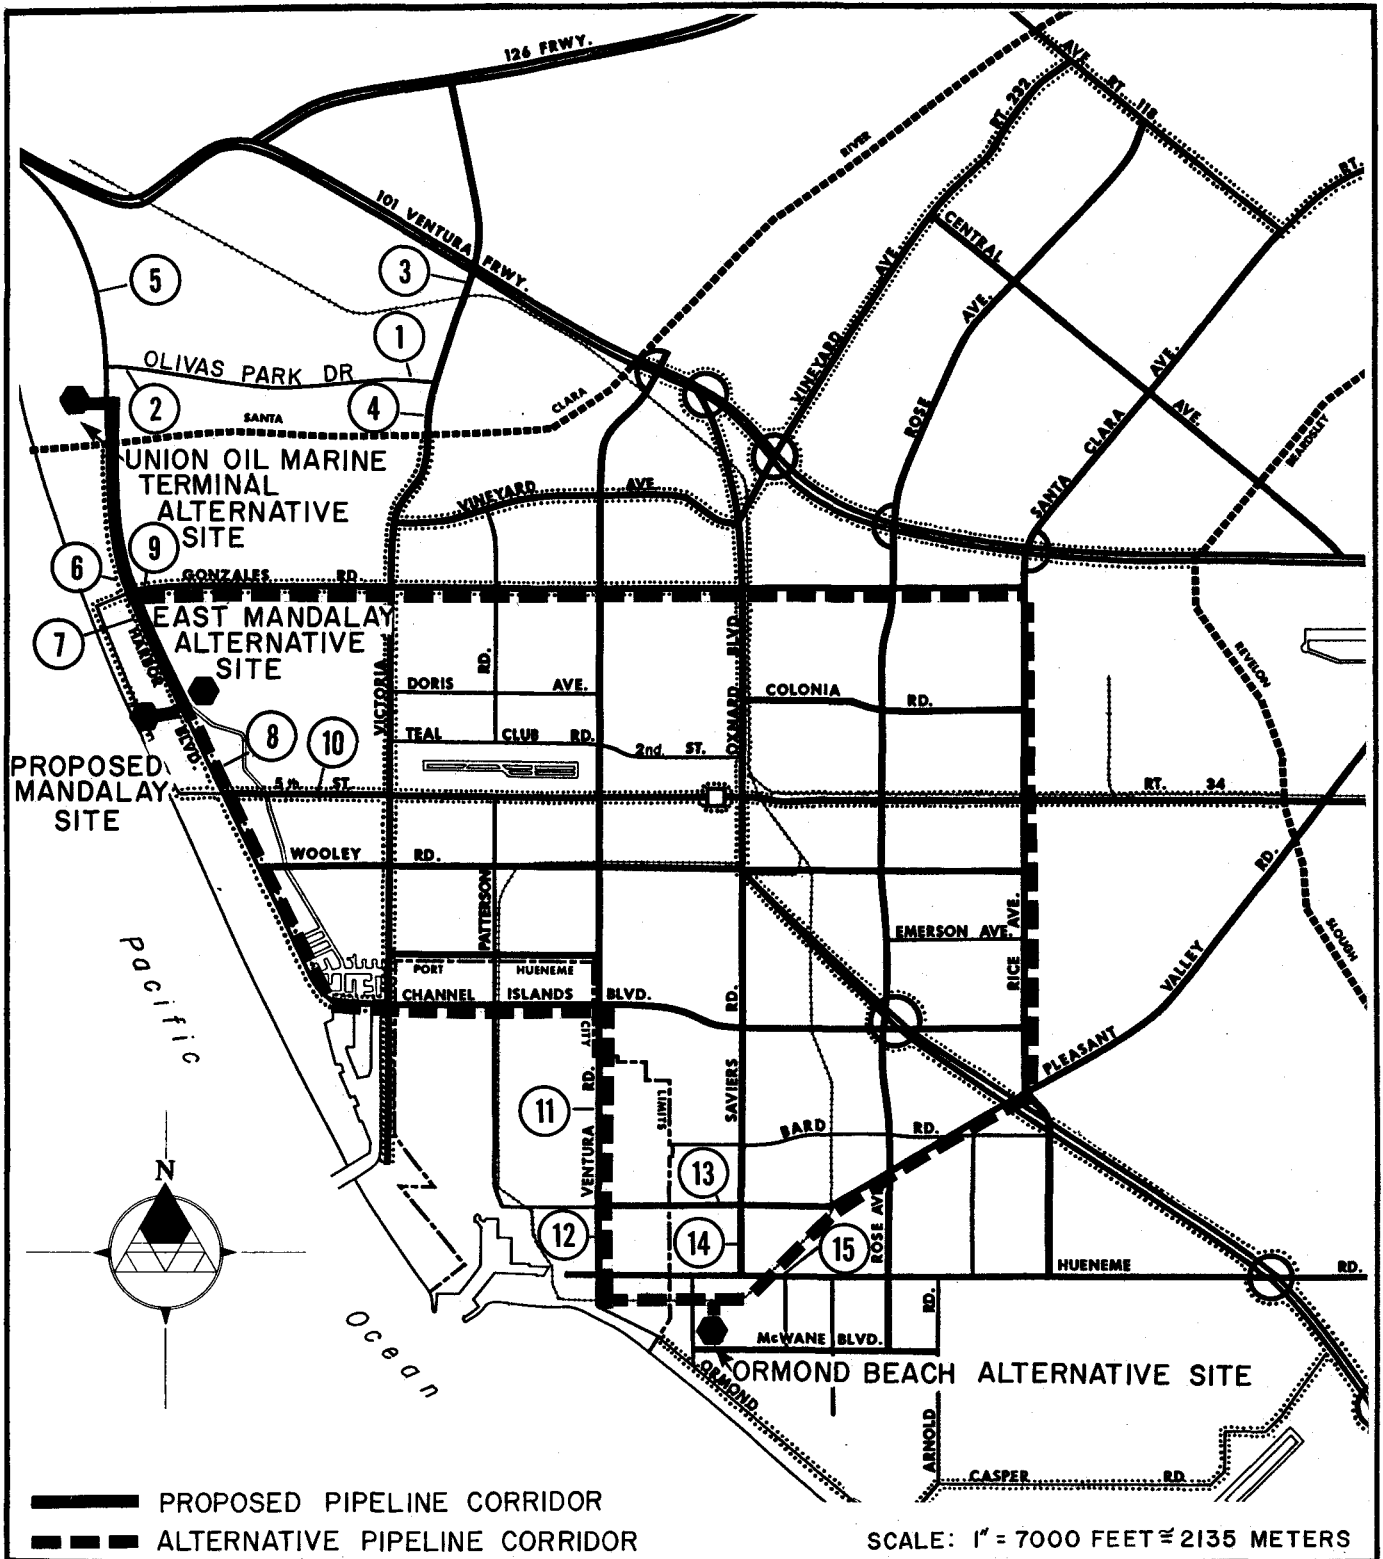 126 FRWY.
AVE.
RT. 118
RT. 232
RIVER
RT.
101 VENTURA FRWY.
CENTRAL
AVE.
3
5
AVE.
1
OLIVAS PARK DR
VINEYARD
AVE.
2
4
SANTA
CLARA
ROSE
CLARA
AVE.
BEARDSLEY
UNION OIL MARINE
TERMINAL
ALTERNATIVE
SITE
VINEYARD AVE
SANTA
9
6
GONZALES RD
EAST MANDALAY
ALTERNATIVE
SITE
7
HARBOR
BLVD.
VICTORIA
RD.
BLVD.
OXNARD
REVELON
DORIS AVE.
COLONIA RD.
8
10
TEAL CLUB RD.
2nd. ST.
PROPOSED
MANDALAY
SITE
5th ST.
RT. 34
WOOLEY RD.
RD.
PATTERSON
EMERSON AVE.
AVE.
RICE
SLOUGH
VALLEY
Pacific
PORT HUENEME
CHANNEL ISLANDS BLVD.
RD.
CITY
PLEASANT
11
RD.
LIMITS
SAVIERS
BARD RD.
N
VENTURA
13
12
14
15
ROSE AVE
HUENEME RD.
RD.
Ocean
McWANE BLVD.
ORMOND BEACH ALTERNATIVE SITE
ORMOND
ARNOLD
CASPER RD
PROPOSED PIPELINE CORRIDOR
ALTERNATIVE PIPELINE CORRIDOR
SCALE: 1" = 7000 FEET ≅ 2135 METERS